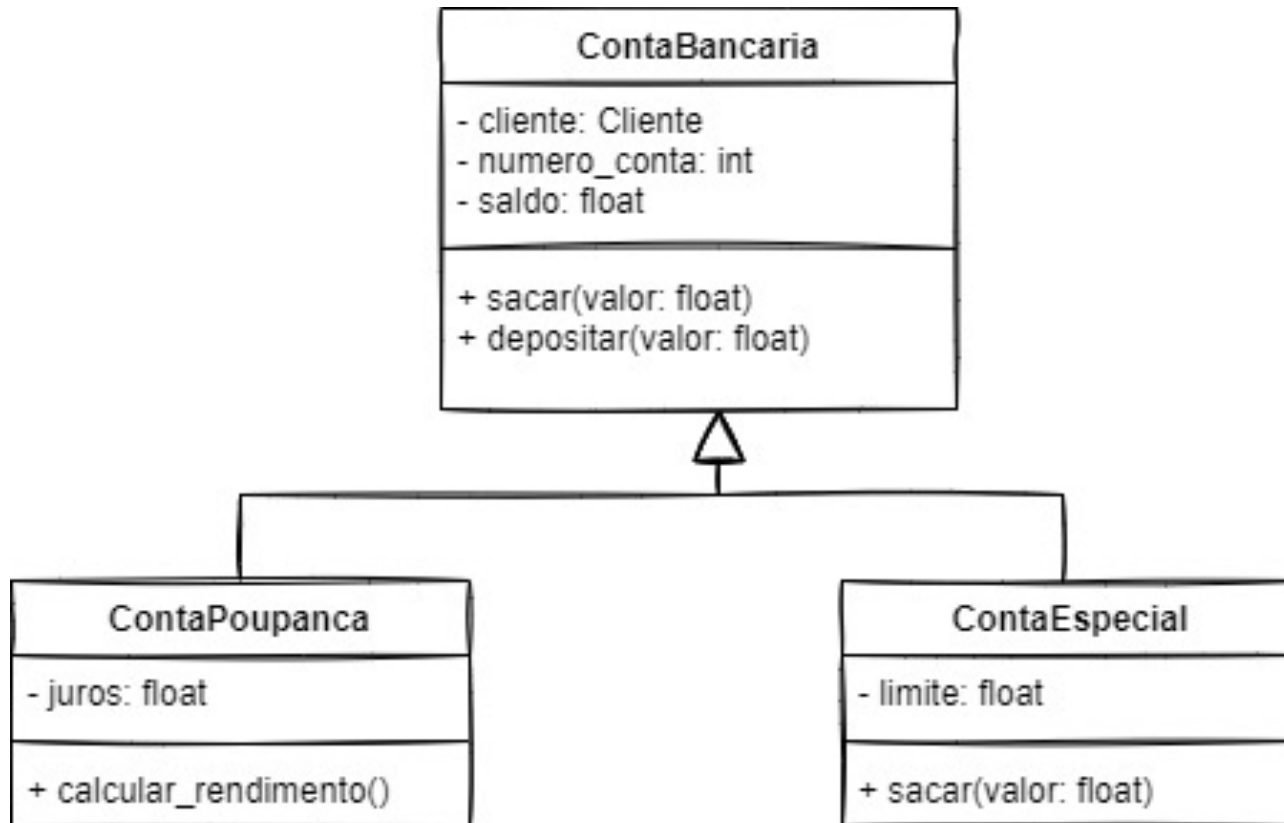 ContaBancaria
- cliente: Cliente
- numero_conta: int
- saldo: float
+ sacar(valor: float)
+ depositar(valor: float)
ContaPoupanca
- juros: float
+ calcular_rendimento()
ContaEspecial
- limite: float
+ sacar(valor: float)